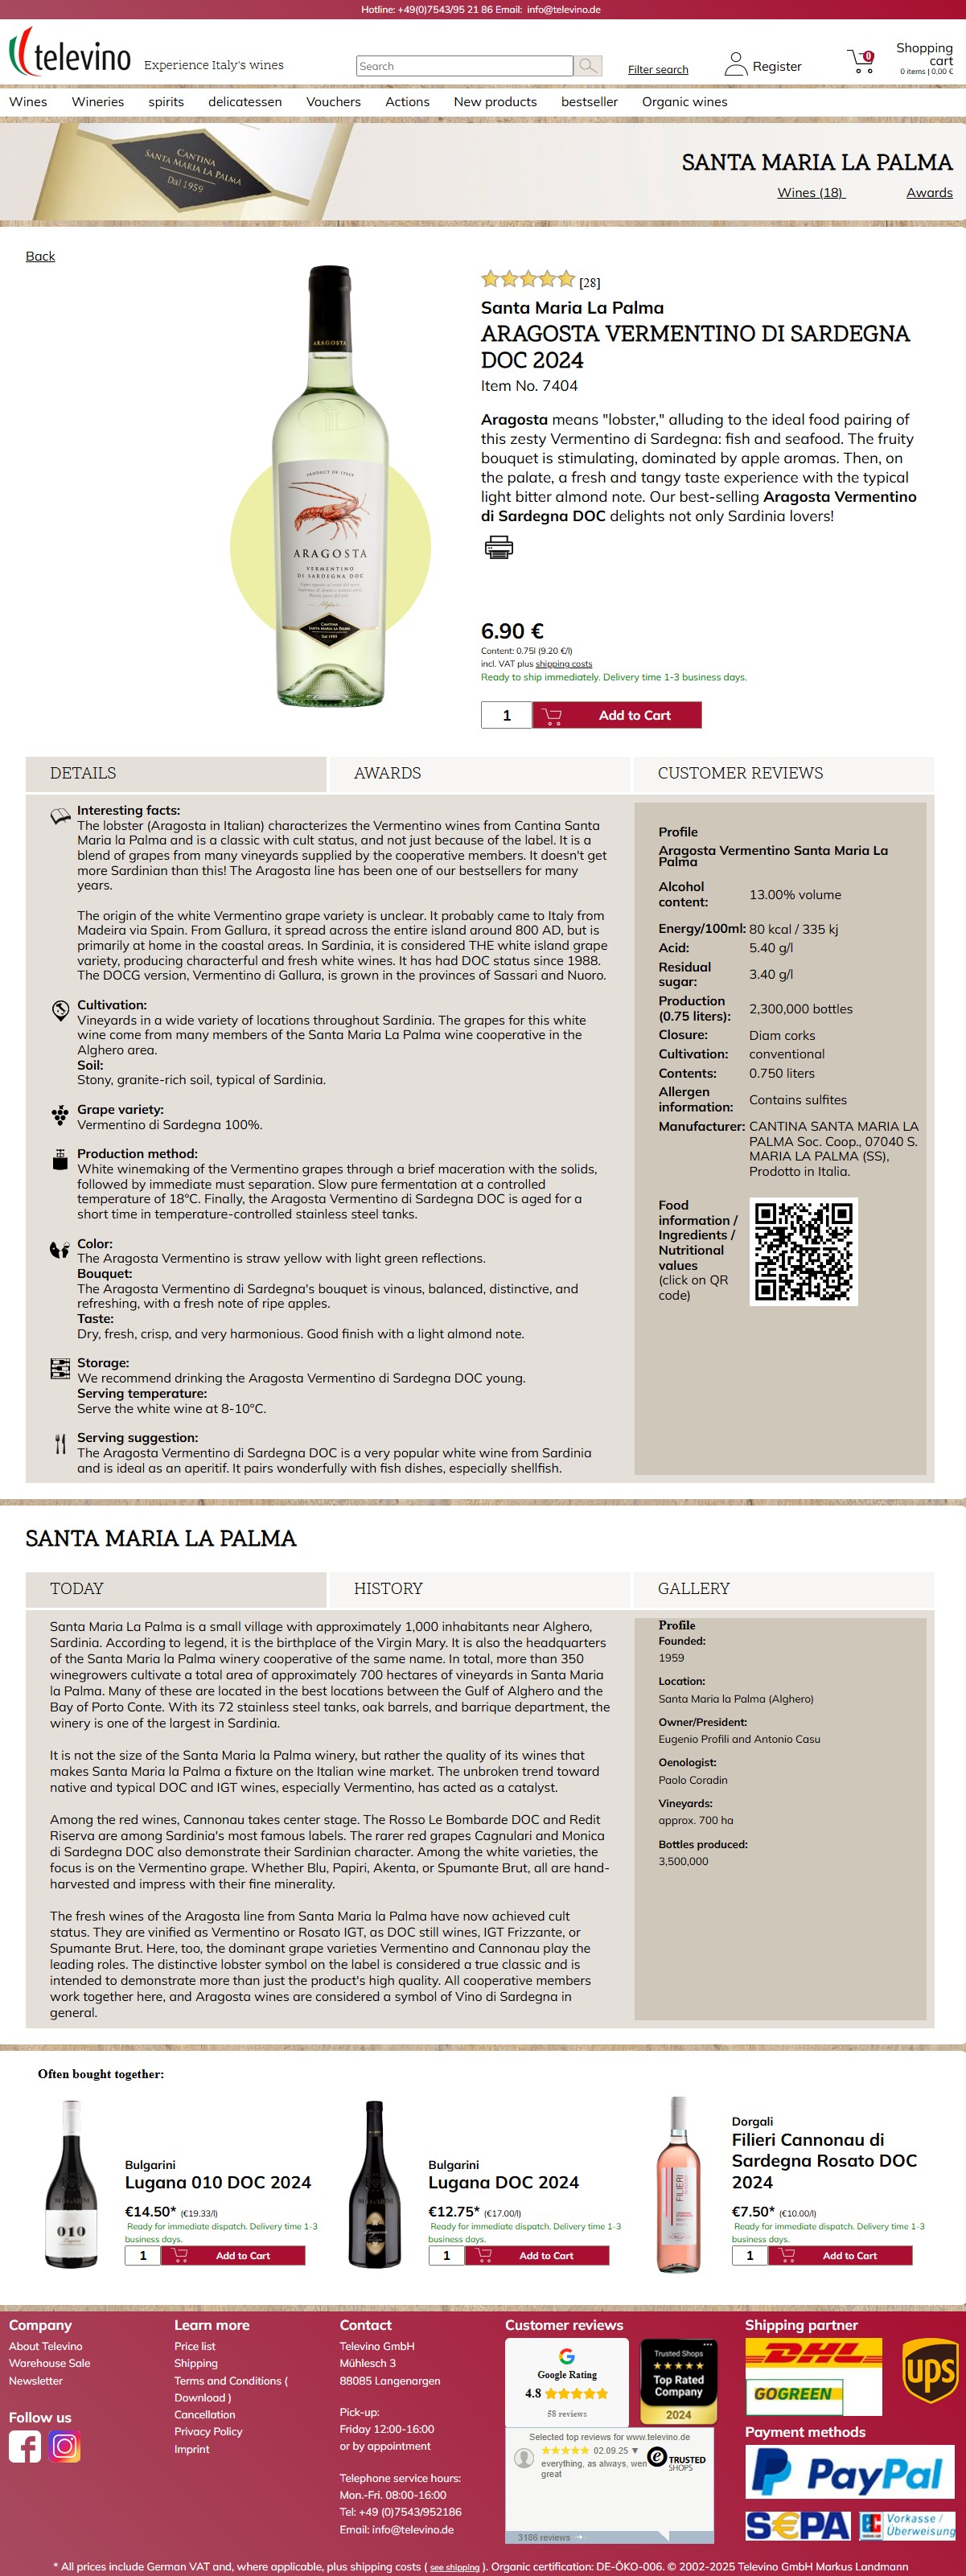 Hotline: +49(0)7543/95 21 86 Email: info@televino.de
televino
Experience Italy's wines
Search
Filter search
Register
0
Shopping
cart
0 items | 0,00 €
Wines
Wineries
spirits
delicatessen
Vouchers
Actions
New products
bestseller
Organic wines
CANTINA
SANTA MARIA LA PALMA
Dal 1959
SANTA MARIA LA PALMA
Wines (18)
Awards
Back
ARAGOSTA
PRODUCT OF ITALY
ARAGOSTA
VERMENTINO
DI SARDEGNA DOC
CANTINA
SANTA MARIA LA PALMA
Dal 1959
[28]
Santa Maria La Palma
ARAGOSTA VERMENTINO DI SARDEGNA
DOC 2024
Item No. 7404
Aragosta means "lobster," alluding to the ideal food pairing of
this zesty Vermentino di Sardegna: fish and seafood. The fruity
bouquet is stimulating, dominated by apple aromas. Then, on
the palate, a fresh and tangy taste experience with the typical
light bitter almond note. Our best-selling Aragosta Vermentino
di Sardegna DOC delights not only Sardinia lovers!
6.90 €
Content: 0.75l (9.20 €/l)
incl. VAT plus shipping costs
Ready to ship immediately. Delivery time 1-3 business days.
1
Add to Cart
DETAILS
AWARDS
CUSTOMER REVIEWS
Interesting facts:
The lobster (Aragosta in Italian) characterizes the Vermentino wines from Cantina Santa
Maria la Palma and is a classic with cult status, and not just because of the label. It is a
blend of grapes from many vineyards supplied by the cooperative members. It doesn't get
more Sardinian than this! The Aragosta line has been one of our bestsellers for many
years.
The origin of the white Vermentino grape variety is unclear. It probably came to Italy from
Madeira via Spain. From Gallura, it spread across the entire island around 800 AD, but is
primarily at home in the coastal areas. In Sardinia, it is considered THE white island grape
variety, producing characterful and fresh white wines. It has had DOC status since 1988.
The DOCG version, Vermentino di Gallura, is grown in the provinces of Sassari and Nuoro.
Cultivation:
Vineyards in a wide variety of locations throughout Sardinia. The grapes for this white
wine come from many members of the Santa Maria La Palma wine cooperative in the
Alghero area.
Soil:
Stony, granite-rich soil, typical of Sardinia.
Grape variety:
Vermentino di Sardegna 100%.
Production method:
White winemaking of the Vermentino grapes through a brief maceration with the solids,
followed by immediate must separation. Slow pure fermentation at a controlled
temperature of 18°C. Finally, the Aragosta Vermentino di Sardegna DOC is aged for a
short time in temperature-controlled stainless steel tanks.
Color:
The Aragosta Vermentino is straw yellow with light green reflections.
Bouquet:
The Aragosta Vermentino di Sardegna's bouquet is vinous, balanced, distinctive, and
refreshing, with a fresh note of ripe apples.
Taste:
Dry, fresh, crisp, and very harmonious. Good finish with a light almond note.
Storage:
We recommend drinking the Aragosta Vermentino di Sardegna DOC young.
Serving temperature:
Serve the white wine at 8-10°C.
Serving suggestion:
The Aragosta Vermentino di Sardegna DOC is a very popular white wine from Sardinia
and is ideal as an aperitif. It pairs wonderfully with fish dishes, especially shellfish.
Profile
Aragosta Vermentino Santa Maria La
Palma
Alcohol
content:
13.00% volume
Energy/100ml: 80 kcal / 335 kj
Acid: 5.40 g/l
Residual
sugar:
3.40 g/l
Production
(0.75 liters):
2,300,000 bottles
Closure: Diam corks
Cultivation: conventional
Contents: 0.750 liters
Allergen
information:
Contains sulfites
Manufacturer: CANTINA SANTA MARIA LA
PALMA Soc. Coop., 07040 S.
MARIA LA PALMA (SS),
Prodotto in Italia.
Food
information /
Ingredients /
Nutritional
values
(click on QR
code)
SANTA MARIA LA PALMA
TODAY
HISTORY
GALLERY
Santa Maria La Palma is a small village with approximately 1,000 inhabitants near Alghero,
Sardinia. According to legend, it is the birthplace of the Virgin Mary. It is also the headquarters
of the Santa Maria la Palma winery cooperative of the same name. In total, more than 350
winegrowers cultivate a total area of approximately 700 hectares of vineyards in Santa Maria
la Palma. Many of these are located in the best locations between the Gulf of Alghero and the
Bay of Porto Conte. With its 72 stainless steel tanks, oak barrels, and barrique department, the
winery is one of the largest in Sardinia.
It is not the size of the Santa Maria la Palma winery, but rather the quality of its wines that
makes Santa Maria la Palma a fixture on the Italian wine market. The unbroken trend toward
native and typical DOC and IGT wines, especially Vermentino, has acted as a catalyst.
Among the red wines, Cannonau takes center stage. The Rosso Le Bombarde DOC and Redit
Riserva are among Sardinia's most famous labels. The rarer red grapes Cagnulari and Monica
di Sardegna DOC also demonstrate their Sardinian character. Among the white varieties, the
focus is on the Vermentino grape. Whether Blu, Papiri, Akenta, or Spumante Brut, all are hand-
harvested and impress with their fine minerality.
The fresh wines of the Aragosta line from Santa Maria la Palma have now achieved cult
status. They are vinified as Vermentino or Rosato IGT, as DOC still wines, IGT Frizzante, or
Spumante Brut. Here, too, the dominant grape varieties Vermentino and Cannonau play the
leading roles. The distinctive lobster symbol on the label is considered a true classic and is
intended to demonstrate more than just the product's high quality. All cooperative members
work together here, and Aragosta wines are considered a symbol of Vino di Sardegna in
general.
Profile
Founded:
1959
Location:
Santa Maria la Palma (Alghero)
Owner/President:
Eugenio Profili and Antonio Casu
Oenologist:
Paolo Coradin
Vineyards:
approx. 700 ha
Bottles produced:
3,500,000
Often bought together:
010
Bulgarini
Lugana 010 DOC 2024
€14.50* (€19.33/l)
Ready for immediate dispatch. Delivery time 1-3
business days.
1
Add to Cart
Bulgarini
Lugana DOC 2024
€12.75* (€17.00/l)
Ready for immediate dispatch. Delivery time 1-3
business days.
1
Add to Cart
FILIERI
Dorgali
Filieri Cannonau di
Sardegna Rosato DOC
2024
€7.50* (€10.00/l)
Ready for immediate dispatch. Delivery time 1-3
business days.
1
Add to Cart
Company
About Televino
Warehouse Sale
Newsletter
Follow us
Learn more
Price list
Shipping
Terms and Conditions (
Download )
Cancellation
Privacy Policy
Imprint
Contact
Televino GmbH
Mühlesch 3
88085 Langenargen
Pick-up:
Friday 12:00-16:00
or by appointment
Telephone service hours:
Mon.-Fri. 08:00-16:00
Tel: +49 (0)7543/952186
Email: info@televino.de
Customer reviews
Google Rating
4.8
58 reviews
Trusted Shops
Top Rated
Company
2024
Selected top reviews for www.televino.de
02.09.25
everything, as always, went
great
TRUSTED
SHOPS
3186 reviews
Shipping partner
DHL
GOGREEN
ups
Payment methods
PayPal
S€PA
Vorkasse /
Überweisung
* All prices include German VAT and, where applicable, plus shipping costs ( see shipping ). Organic certification: DE-ÖKO-006. © 2002-2025 Televino GmbH Markus Landmann